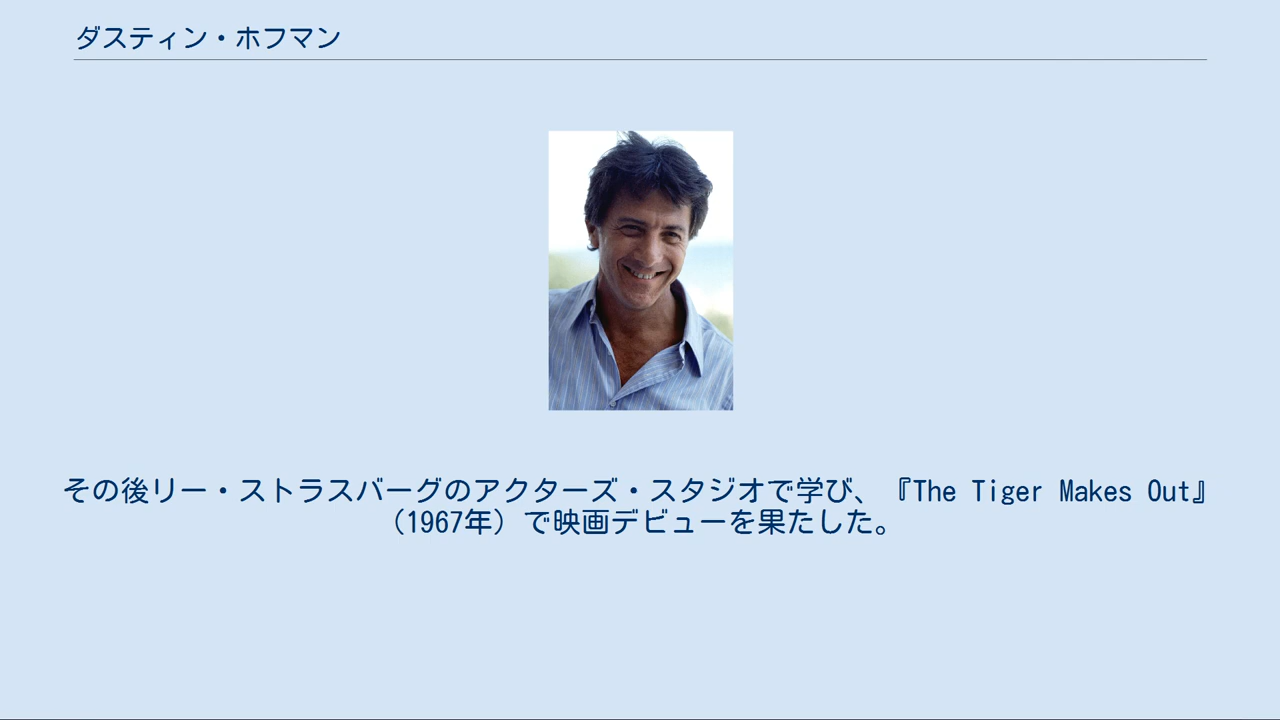 ダスティン・ホフマン
その後リー・ストラスバーグのアクターズ・スタジオで学び、『The Tiger Makes Out』
（1967年）で映画デビューを果たした。